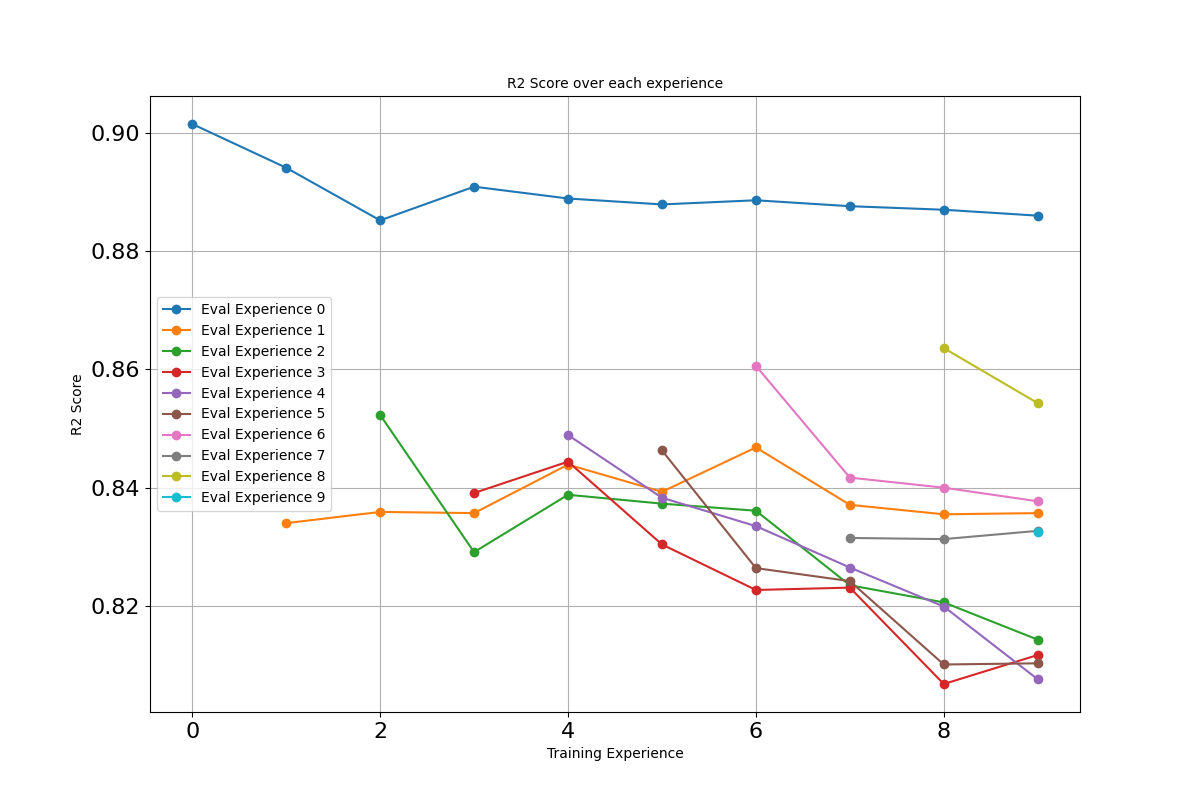 R2 Score over each experience
0.90
0.88
0.86
0.84
0.82
R2 Score
Eval Experience 0
Eval Experience 1
Eval Experience 2
Eval Experience 3
Eval Experience 4
Eval Experience 5
Eval Experience 6
Eval Experience 7
Eval Experience 8
Eval Experience 9
0 2 4 6 8
Training Experience